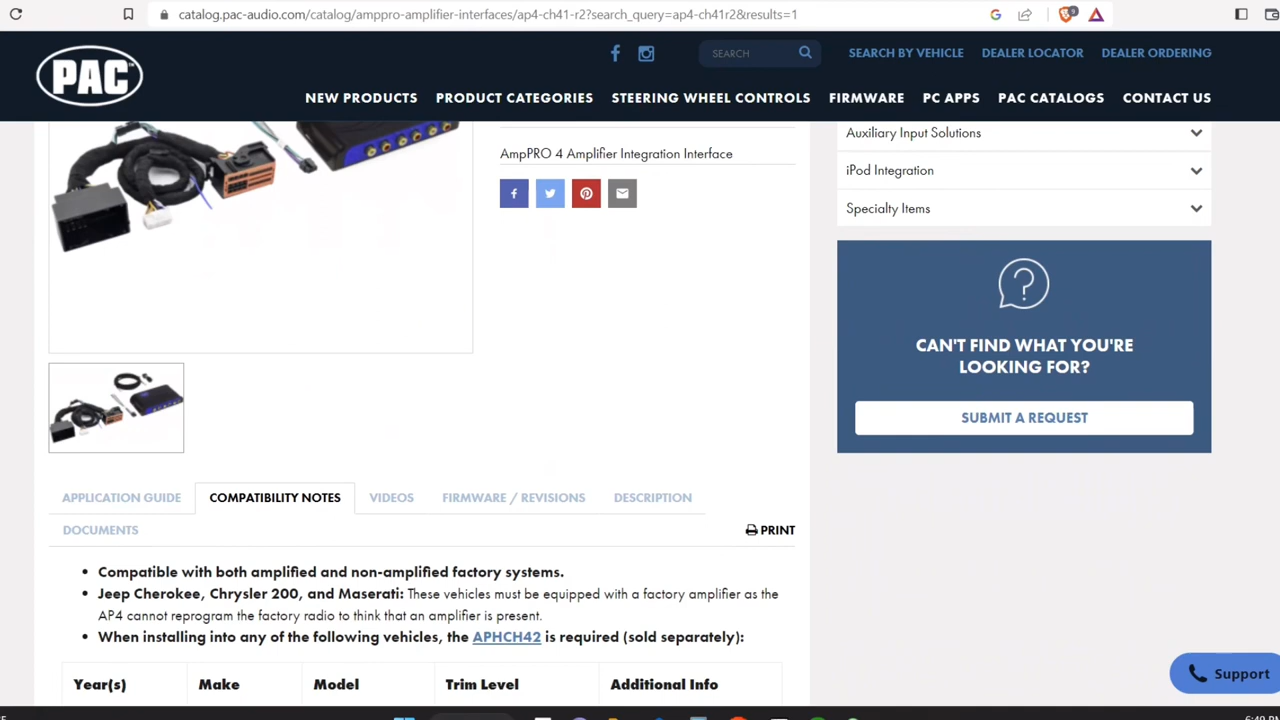 catalog.pac-audio.com/catalog/amppro-amplifier-interfaces/ap4-ch41-r2?search_query=ap4-ch41r2&results=1
9
PAC™
SEARCH
SEARCH BY VEHICLE
DEALER LOCATOR
DEALER ORDERING
NEW PRODUCTS
PRODUCT CATEGORIES
STEERING WHEEL CONTROLS
FIRMWARE
PC APPS
PAC CATALOGS
CONTACT US
AmpPRO 4 Amplifier Integration Interface
Auxiliary Input Solutions
iPod Integration
Specialty Items
CAN'T FIND WHAT YOU'RE
LOOKING FOR?
SUBMIT A REQUEST
APPLICATION GUIDE
COMPATIBILITY NOTES
VIDEOS
FIRMWARE / REVISIONS
DESCRIPTION
DOCUMENTS
PRINT
• Compatible with both amplified and non-amplified factory systems.
• Jeep Cherokee, Chrysler 200, and Maserati: These vehicles must be equipped with a factory amplifier as the
AP4 cannot reprogram the factory radio to think that an amplifier is present.
• When installing into any of the following vehicles, the APHCH42 is required (sold separately):
Year(s) Make Model Trim Level Additional Info
Support